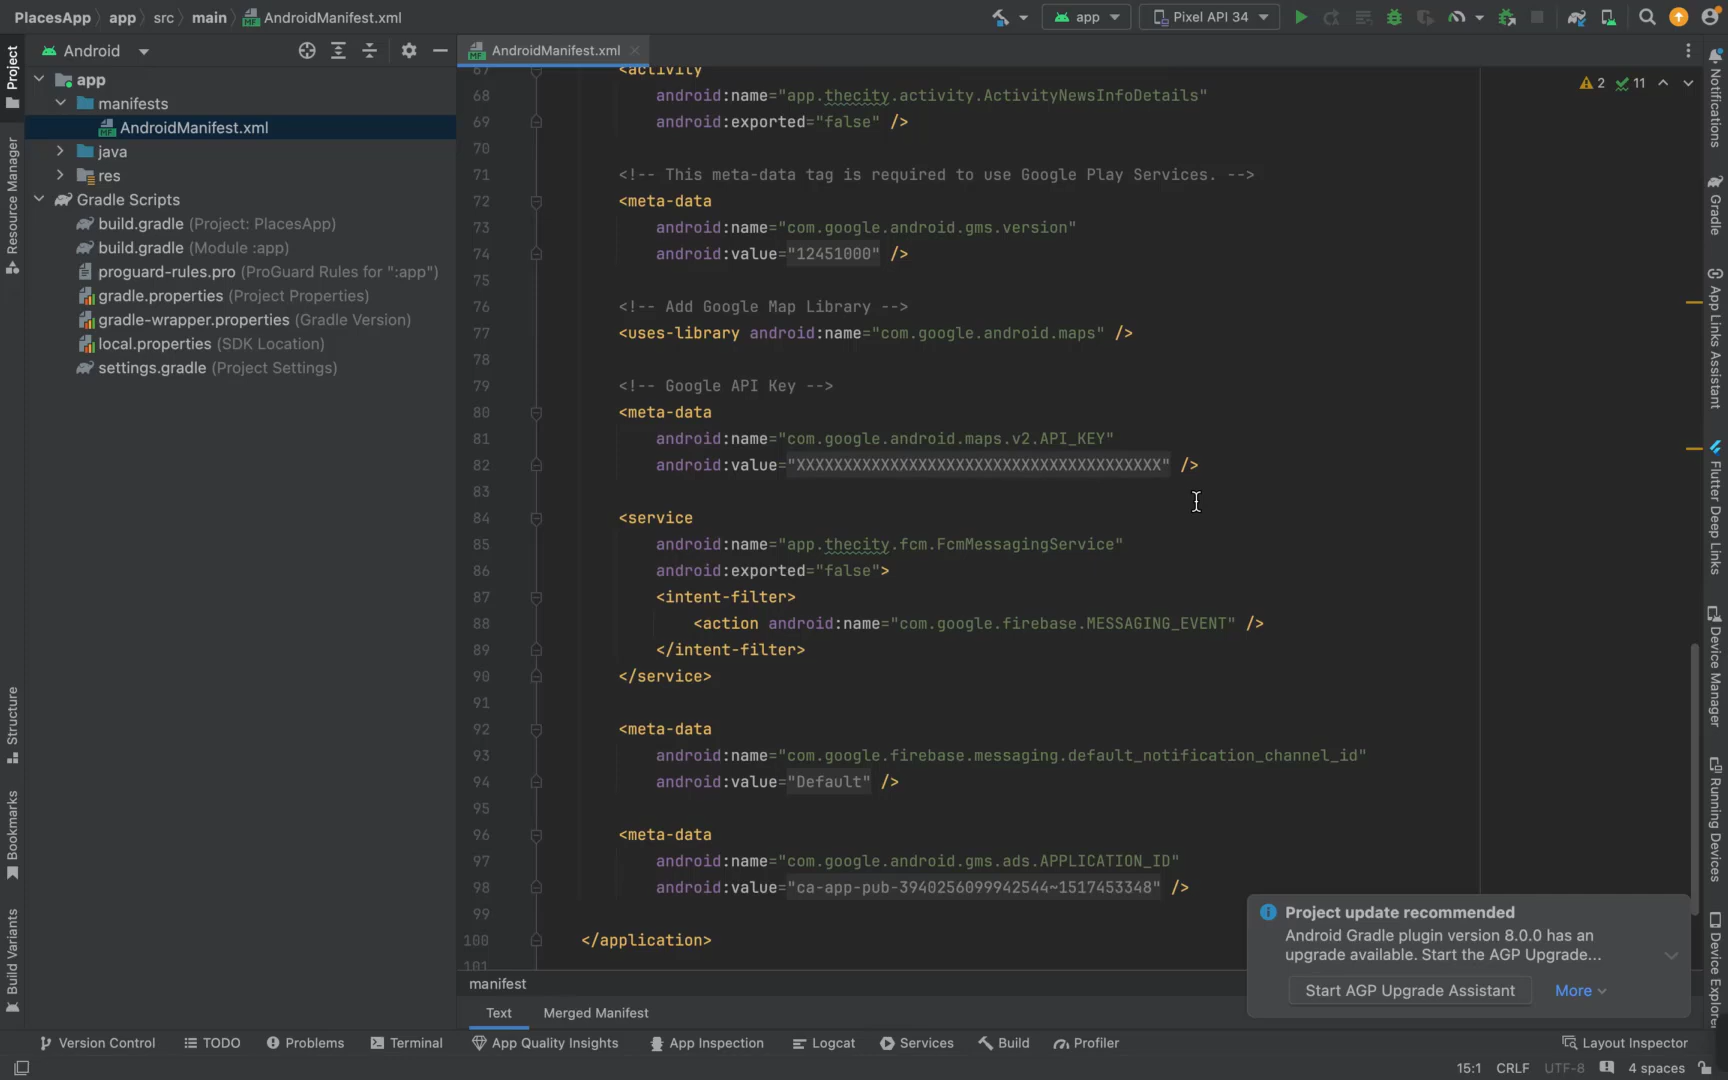 PlacesApp app src main AndroidManifest.xml
app Pixel API 34
Android
AndroidManifest.xml
app
manifests
AndroidManifest.xml
java
res
Gradle Scripts
build.gradle (Project: PlacesApp)
build.gradle (Module :app)
proguard-rules.pro (ProGuard Rules for ":app")
gradle.properties (Project Properties)
gradle-wrapper.properties (Gradle Version)
local.properties (SDK Location)
settings.gradle (Project Settings)
Project
Resource Manager
Structure
Bookmarks
Build Variants
2 11
67 <activity
68 android:name="app.thecity.activity.ActivityNewsInfoDetails"
69 android:exported="false" />
70
71 <!-- This meta-data tag is required to use Google Play Services. -->
72 <meta-data
73 android:name="com.google.android.gms.version"
74 android:value="12451000" />
75
76 <!-- Add Google Map Library -->
77 <uses-library android:name="com.google.android.maps" />
78
79 <!-- Google API Key -->
80 <meta-data
81 android:name="com.google.android.maps.v2.API_KEY"
82 android:value="XXXXXXXXXXXXXXXXXXXXXXXXXXXXXXXXXXXXXXX" />
83
84 <service
85 android:name="app.thecity.fcm.FcmMessagingService"
86 android:exported="false">
87 <intent-filter>
88 <action android:name="com.google.firebase.MESSAGING_EVENT" />
89 </intent-filter>
90 </service>
91
92 <meta-data
93 android:name="com.google.firebase.messaging.default_notification_channel_id"
94 android:value="Default" />
95
96 <meta-data
97 android:name="com.google.android.gms.ads.APPLICATION_ID"
98 android:value="ca-app-pub-3940256099942544~1517453348" />
99
100 </application>
101
manifest
Text Merged Manifest
Project update recommended
Android Gradle plugin version 8.0.0 has an
upgrade available. Start the AGP Upgrade...
Start AGP Upgrade Assistant More
Notifications
Gradle
App Links Assistant
Flutter Deep Links
Device Manager
Running Devices
Device Explorer
Version Control TODO Problems Terminal App Quality Insights App Inspection Logcat Services Build Profiler Layout Inspector
15:1 CRLF UTF-8 4 spaces